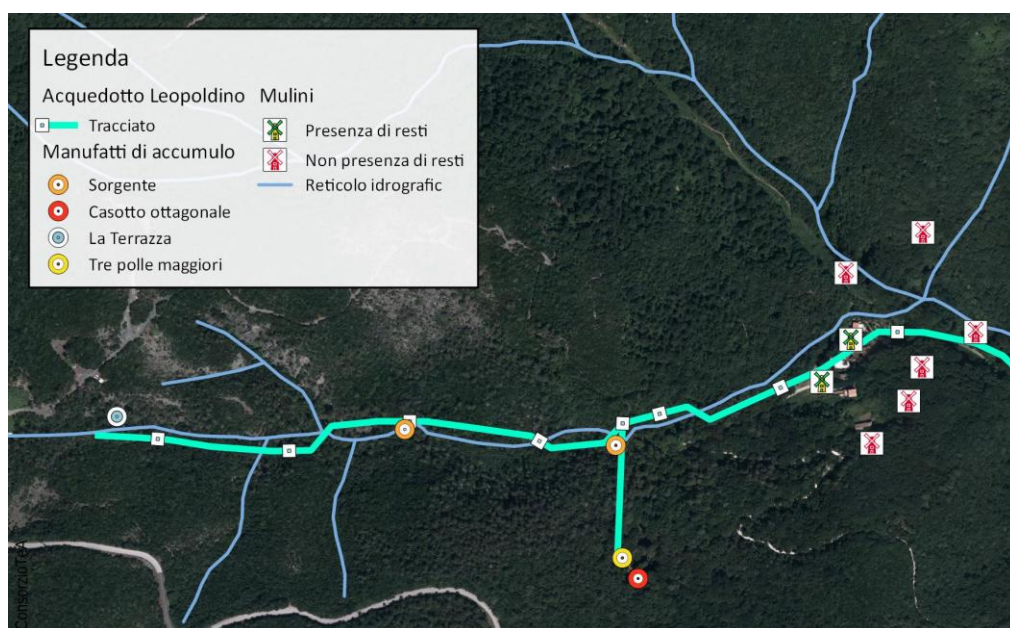 Legenda
Acquedotto Leopoldino
Tracciato
Manufatti di accumulo
Sorgente
Casotto ottagonale
La Terrazza
Tre polle maggiori
Mulini
Presenza di resti
Non presenza di resti
Reticolo idrografic